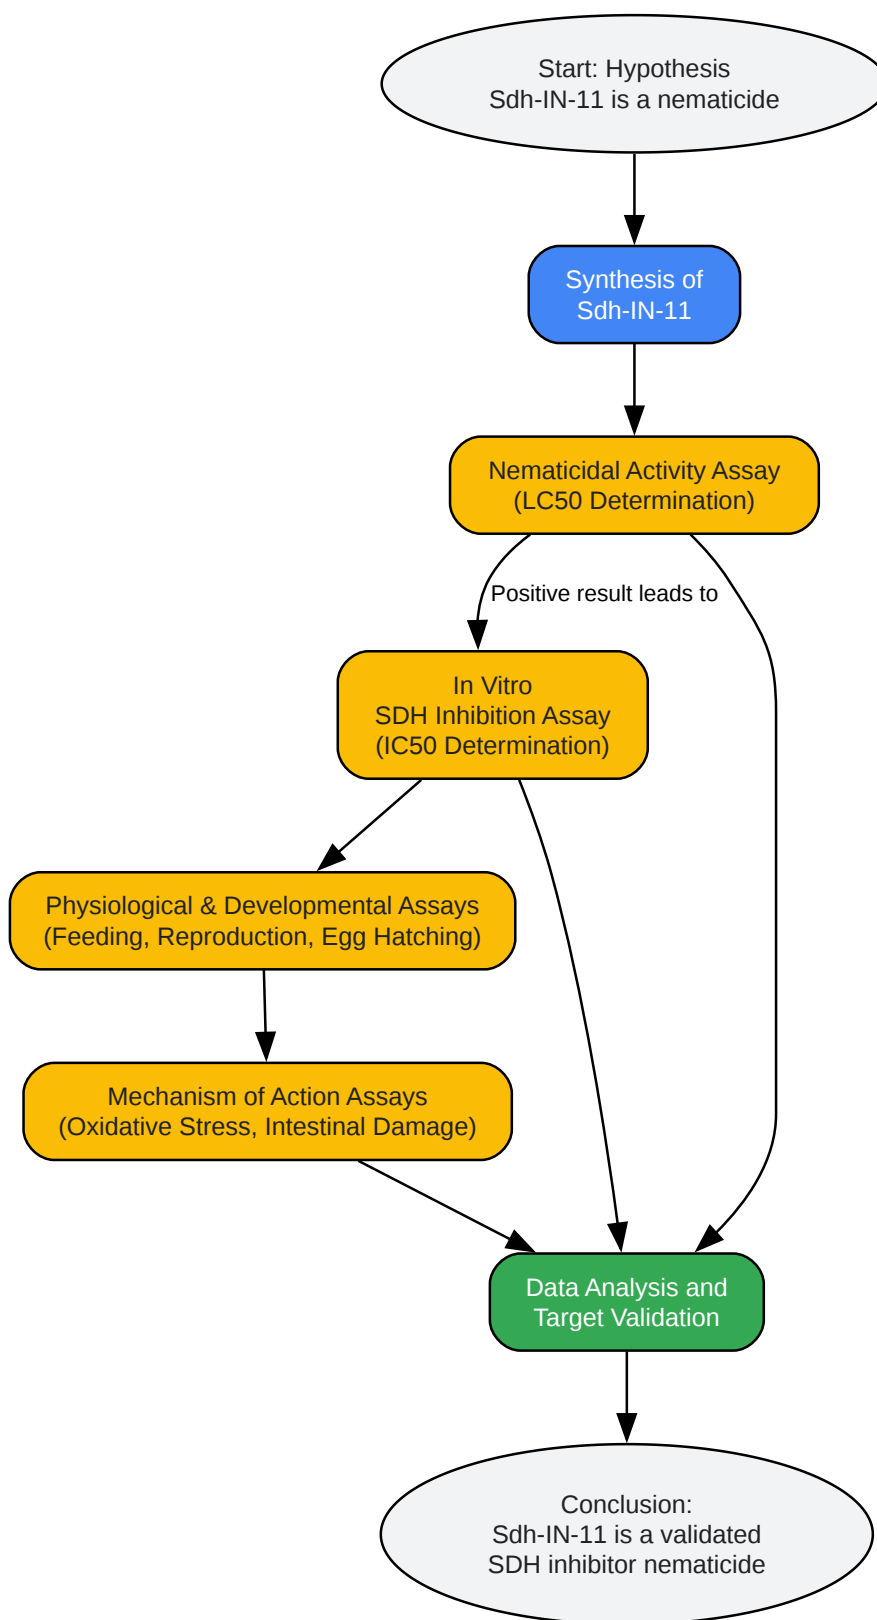 Start: Hypothesis
Sdh-IN-11 is a nematicide
Synthesis of
Sdh-IN-11
Nematicidal Activity Assay
(LC50 Determination)
Positive result leads to
In Vitro
SDH Inhibition Assay
(IC50 Determination)
Physiological & Developmental Assays
(Feeding, Reproduction, Egg Hatching)
Mechanism of Action Assays
(Oxidative Stress, Intestinal Damage)
Data Analysis and
Target Validation
Conclusion:
Sdh-IN-11 is a validated
SDH inhibitor nematicide